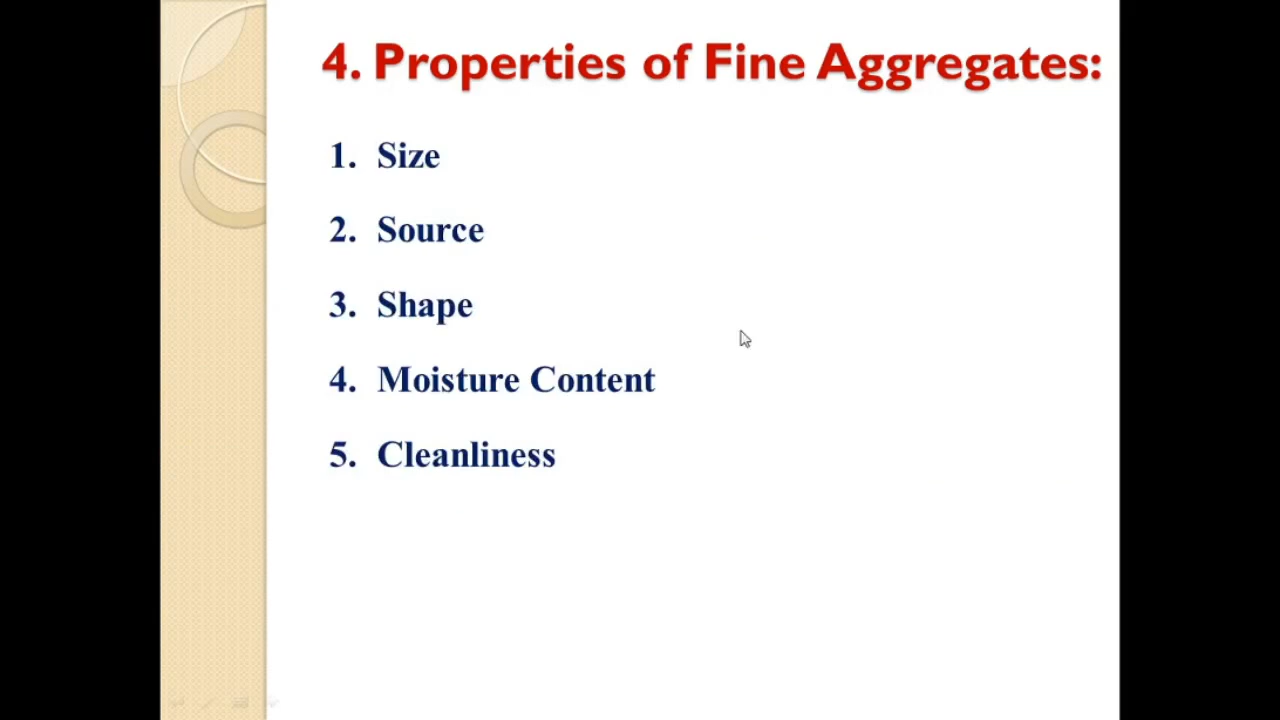 4. Properties of Fine Aggregates:
1. Size
2. Source
3. Shape
4. Moisture Content
5. Cleanliness